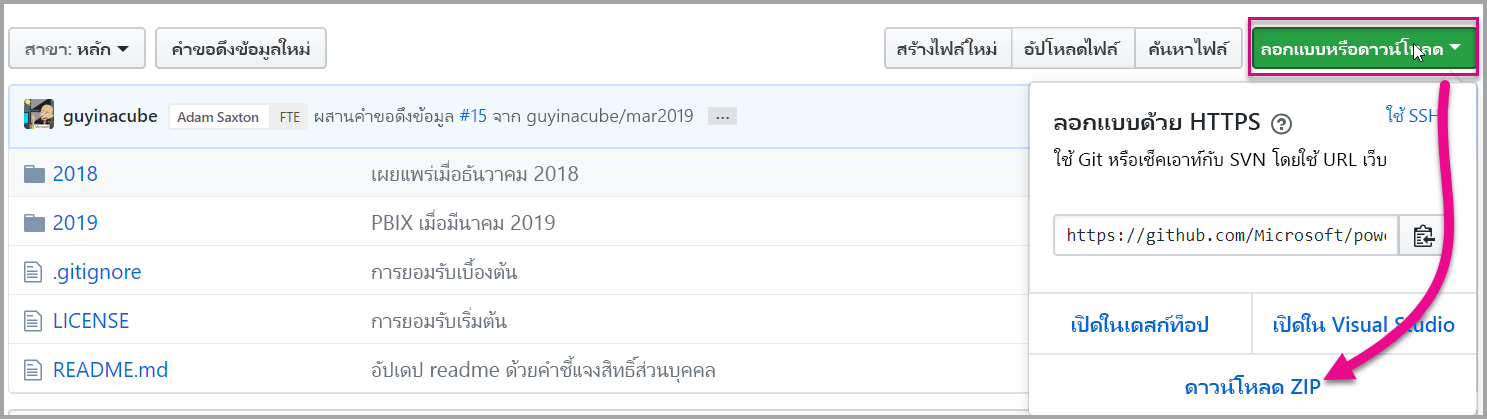 สาขา: หลัก
คำขอดึงข้อมูลใหม่
สร้างไฟล์ใหม่
อัปโหลดไฟล์
ค้นหาไฟล์
ลอกแบบหรือดาวน์โหลด
guyinacube
Adam Saxton
FTE
ผสานคำขอดึงข้อมูล #15 จาก guyinacube/mar2019
...
2018
เผยแพร่เมื่อธันวาคม 2018
2019
PBIX เมื่อมีนาคม 2019
.gitignore
การยอมรับเบื้องต้น
LICENSE
การยอมรับเริ่มต้น
README.md
อัปเดป readme ด้วยคำชี้แจงสิทธิ์ส่วนบุคคล
ลอกแบบด้วย HTTPS
ใช้ SSH
ใช้ Git หรือเช็คเอาท์กับ SVN โดยใช้ URL เว็บ
https://github.com/Microsoft/powe
เปิดในเดสก์ท็อป
เปิดใน Visual Studio
ดาวน์โหลด ZIP